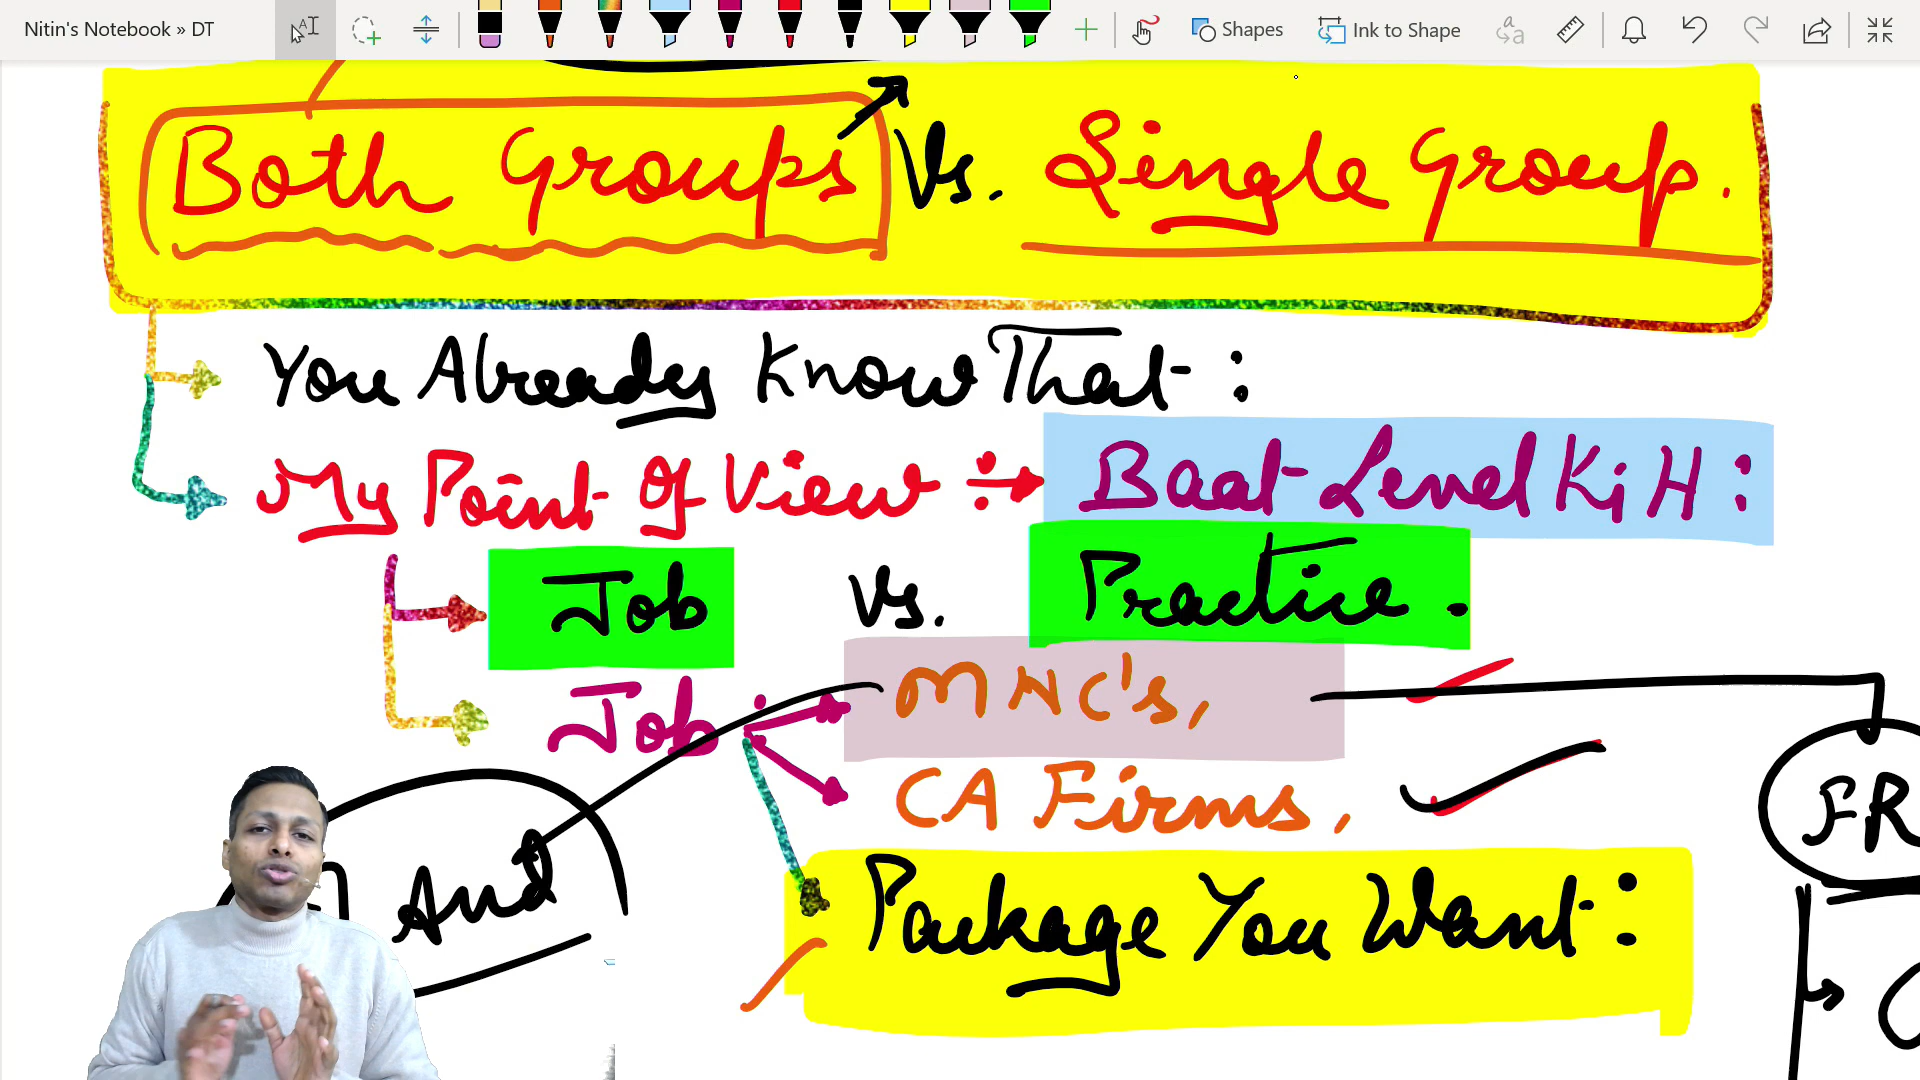 Nitin's Notebook » DT
Shapes
Ink to Shape
Both Groups Vs. Single Group.
You Already Know That :
My Point Of View ÷→ Baat Level Ki H :
Job Vs. Practice.
Job : MNC's,
CA Firms,
And
FR
Package You Want :